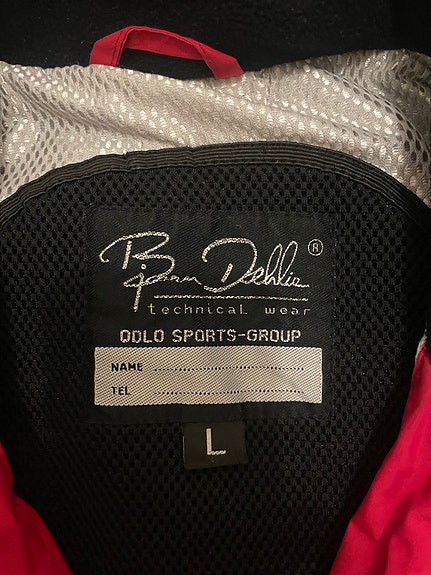 Bjørn Dæhlie ®
technical wear
ODLO SPORTS-GROUP
NAME ........................................
TEL ........................................
L